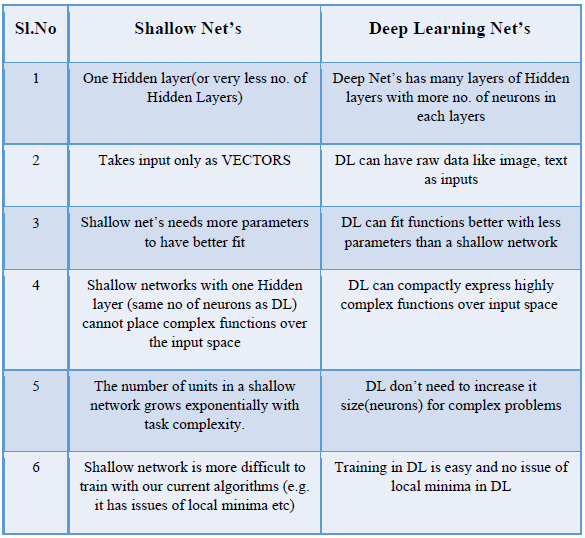 Sl.No Shallow Net’s Deep Learning Net’s
1 One Hidden layer(or very less no. of
Hidden Layers)
Deep Net’s has many layers of Hidden
layers with more no. of neurons in
each layers
2 Takes input only as VECTORS
DL can have raw data like image, text
as inputs
3 Shallow net’s needs more parameters
to have better fit
DL can fit functions better with less
parameters than a shallow network
4 Shallow networks with one Hidden
layer (same no of neurons as DL)
cannot place complex functions over
the input space
DL can compactly express highly
complex functions over input space
5 The number of units in a shallow
network grows exponentially with
task complexity.
DL don’t need to increase it
size(neurons) for complex problems
6 Shallow network is more difficult to
train with our current algorithms (e.g.
it has issues of local minima etc)
Training in DL is easy and no issue of
local minima in DL